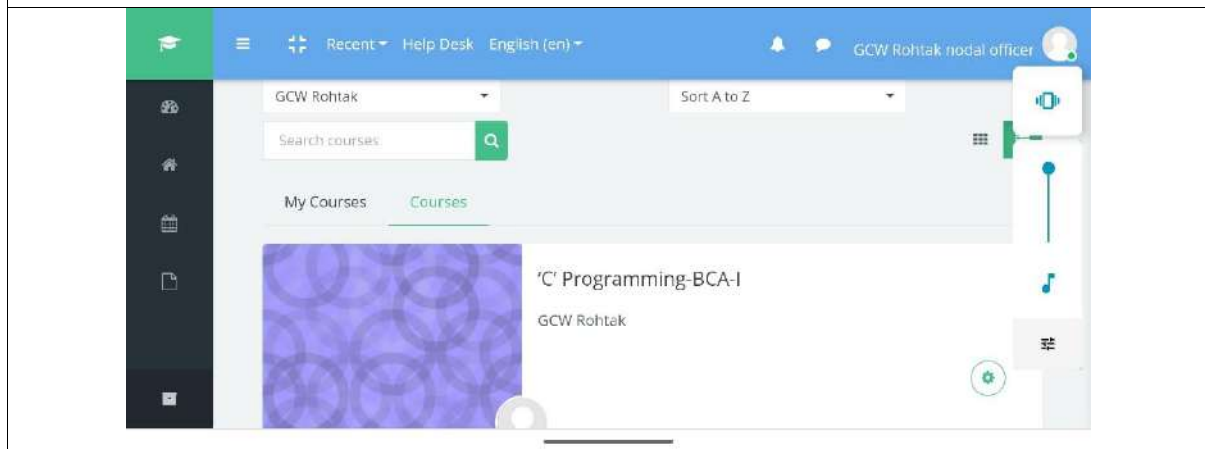 Recent Help Desk English (en) GCW Rohtak nodal officer
GCW Rohtak Sort A to Z
Search courses
My Courses Courses
‘C’ Programming-BCA-I
GCW Rohtak